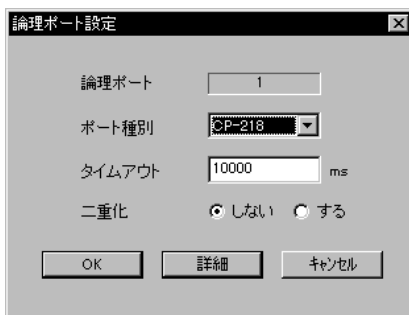 論理ポート設定
論理ポート 1
ポート種別 CP-218
タイムアウト 10000 ms
二重化 しない する
OK 詳細 キャンセル